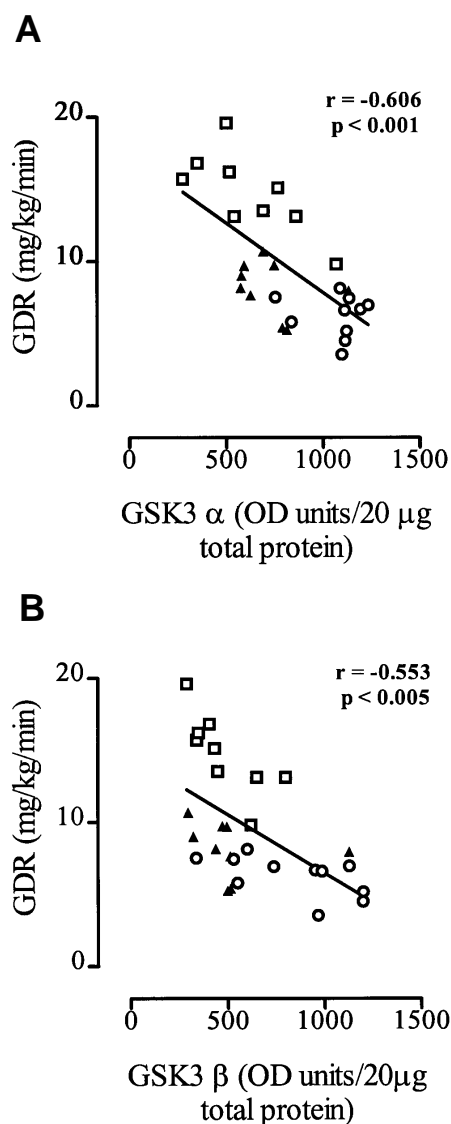 A
r = -0.606
p < 0.001
20
10
0
GDR (mg/kg/min)
0 500 1000 1500
GSK3 α (OD units/20 μg
total protein)
B
r = -0.553
p < 0.005
20
10
0
GDR (mg/kg/min)
0 500 1000 1500
GSK3 β (OD units/20μg
total protein)